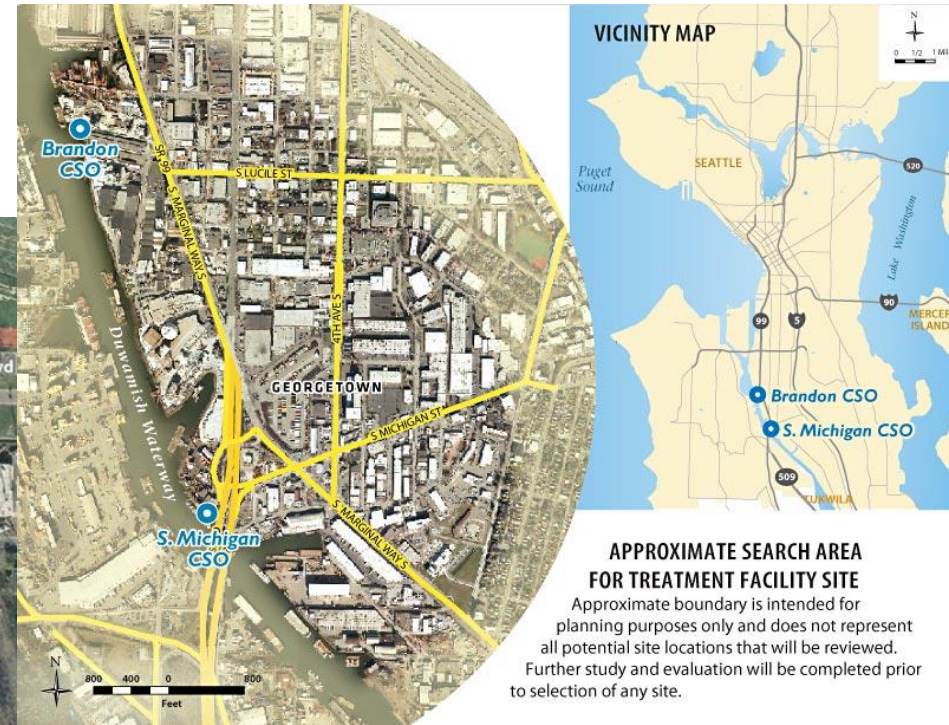 Brandon
CSO
SR 99
S MARGINAL WAY S
S LUCILE ST
4TH AVE S
GEORGETOWN
S MICHIGAN ST
Duwamish Waterway
S. Michigan
CSO
S MARGINAL WAY S
N
800 400 0 800
Feet
VICINITY MAP
N
0 1/2
SEATTLE
Puget
Sound
520
Lake Washington
90
MERCER
ISLAND
99
5
Brandon CSO
S. Michigan CSO
509
TUKWILA
APPROXIMATE SEARCH AREA
FOR TREATMENT FACILITY SITE
Approximate boundary is intended for
planning purposes only and does not represent
all potential site locations that will be reviewed.
Further study and evaluation will be completed prior
to selection of any site.